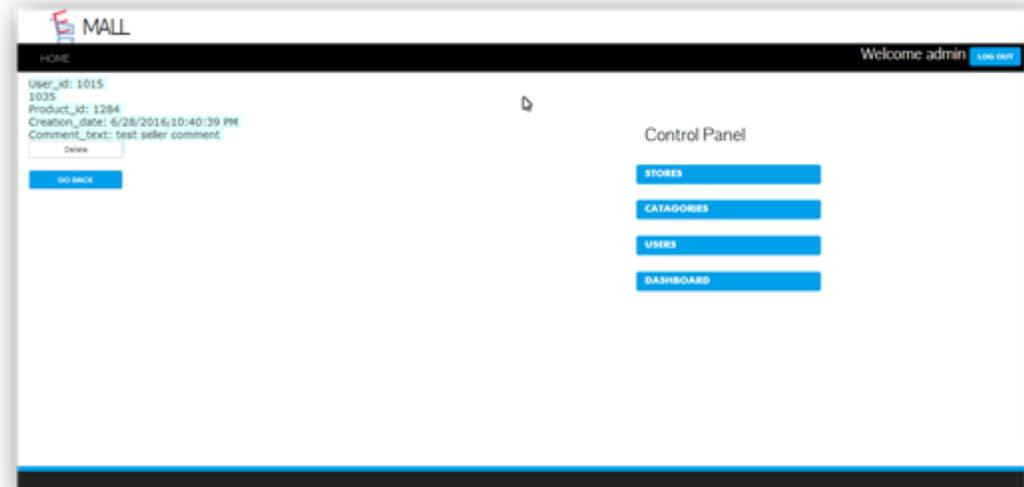 E MALL
HOME
Welcome admin LOG OUT
User_id: 1015
1035
Product_id: 1284
Creation_date: 6/28/2016 10:40:39 PM
Comment_text: test seller comment
Delete
GO BACK
Control Panel
STORES
CATAGORIES
USERS
DASHBOARD